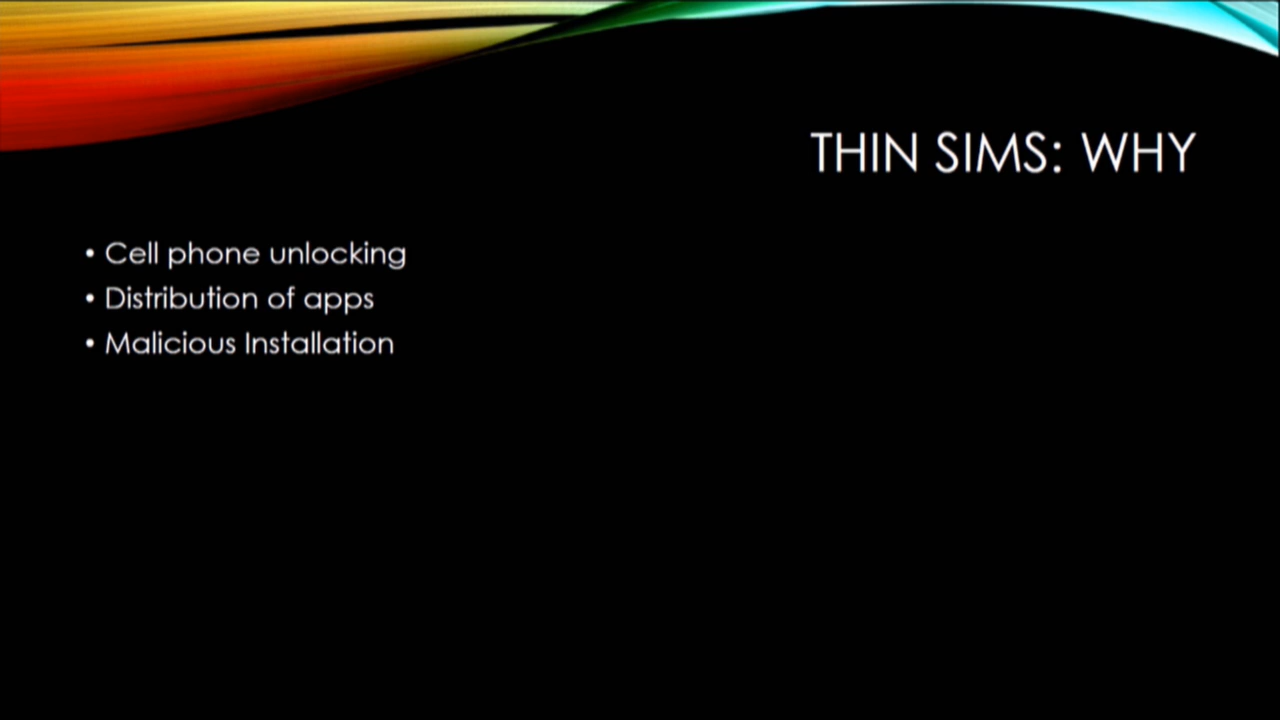 THIN SIMS: WHY
• Cell phone unlocking
• Distribution of apps
• Malicious Installation